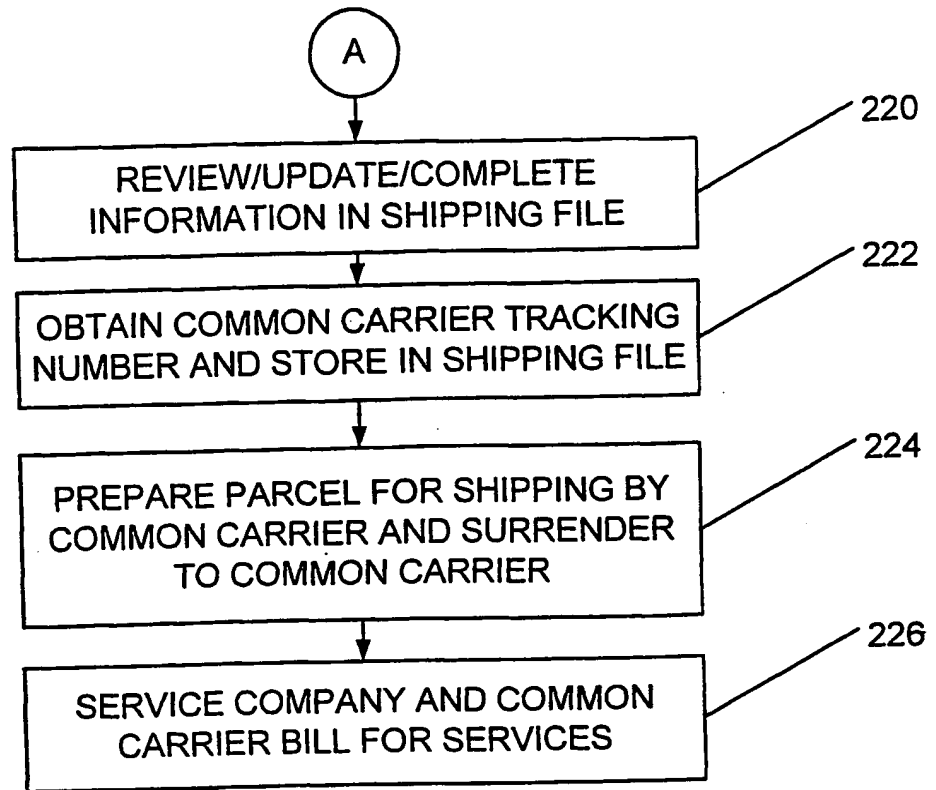 A
220
REVIEW/UPDATE/COMPLETE
INFORMATION IN SHIPPING FILE
222
OBTAIN COMMON CARRIER TRACKING
NUMBER AND STORE IN SHIPPING FILE
224
PREPARE PARCEL FOR SHIPPING BY
COMMON CARRIER AND SURRENDER
TO COMMON CARRIER
226
SERVICE COMPANY AND COMMON
CARRIER BILL FOR SERVICES